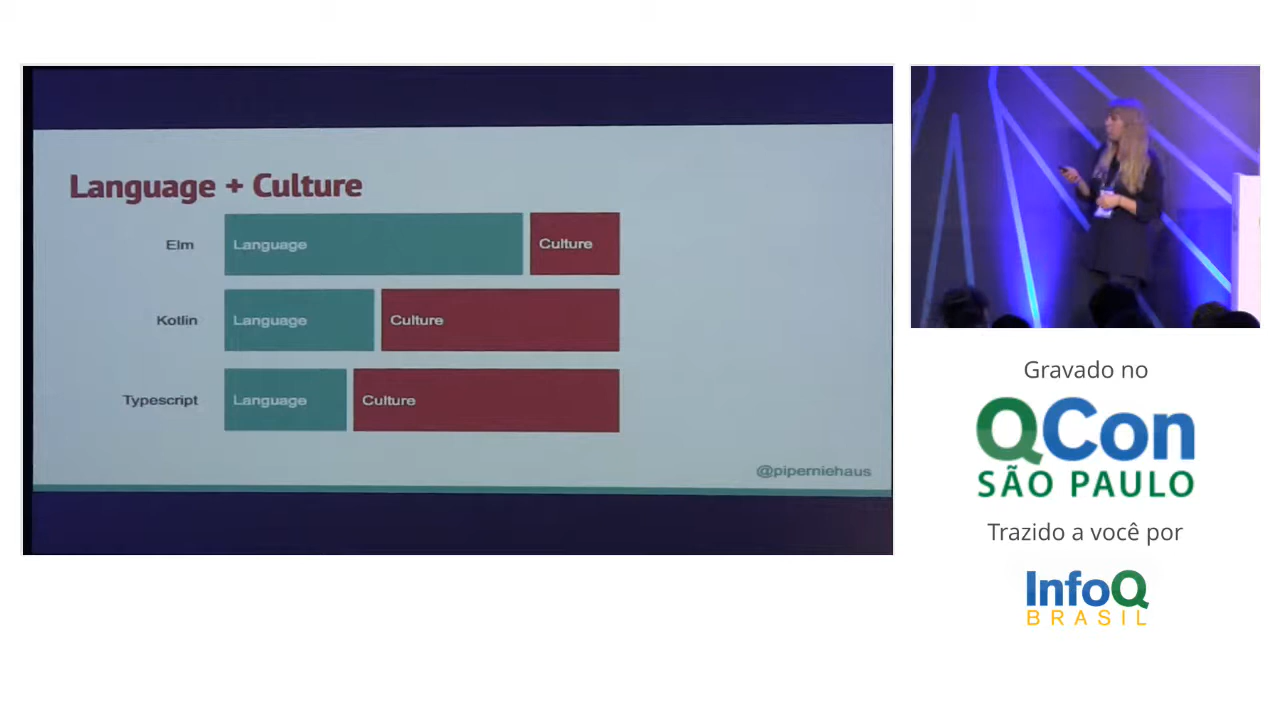 Language + Culture
Elm
Language
Culture
Kotlin
Language
Culture
Typescript
Language
Culture
@piperniehaus
Gravado no
QCon
SÃO PAULO
Trazido a você por
InfoQ
BRASIL